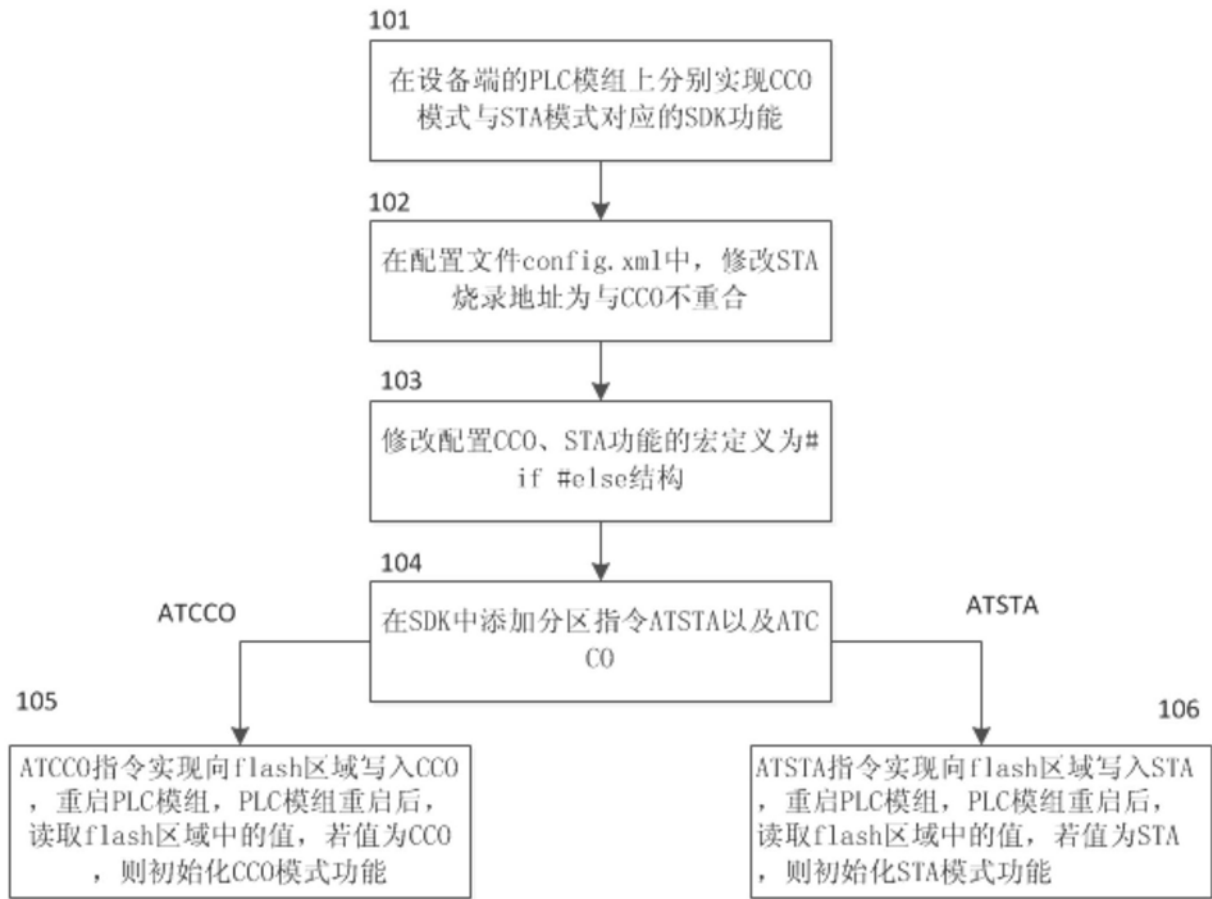 101
在设备端的PLC模组上分别实现CCO
模式与STA模式对应的SDK功能
102
在配置文件config.xml中，修改STA
烧录地址为与CCO不重合
103
修改配置CCO、STA功能的宏定义为#
if #else结构
104
ATCCO
在SDK中添加分区指令ATSTA以及ATC
CO
ATSTA
105
ATCCO指令实现向flash区域写入CCO
，重启PLC模组，PLC模组重启后，
读取flash区域中的值，若值为CCO
，则初始化CCO模式功能
106
ATSTA指令实现向flash区域写入STA
，重启PLC模组，PLC模组重启后，
读取flash区域中的值，若值为STA
，则初始化STA模式功能